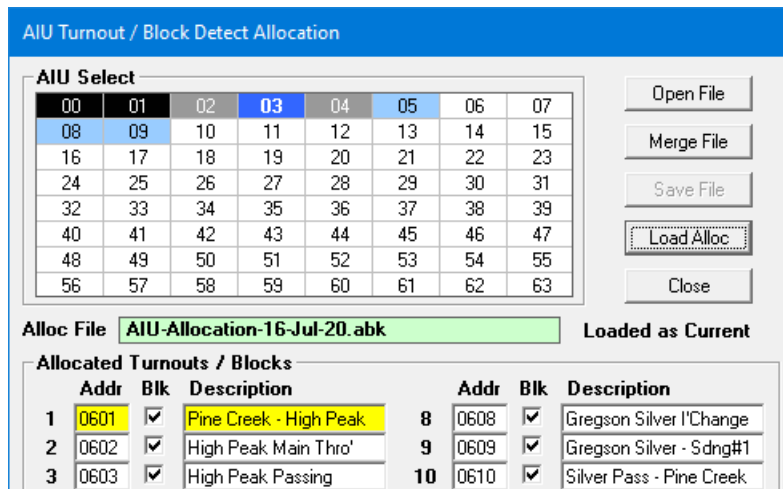 AIU Turnout / Block Detect Allocation
AIU Select
00 01 02 03 04 05 06 07
08 09 10 11 12 13 14 15
16 17 18 19 20 21 22 23
24 25 26 27 28 29 30 31
32 33 34 35 36 37 38 39
40 41 42 43 44 45 46 47
48 49 50 51 52 53 54 55
56 57 58 59 60 61 62 63
Open File
Merge File
Save File
Load Alloc
Close
Alloc File AIU-Allocation-16-Jul-20.abk Loaded as Current
Allocated Turnouts / Blocks
Addr Blk Description Addr Blk Description
1 0601 Pine Creek - High Peak 8 0608 Gregson Silver I'Change
2 0602 High Peak Main Thro' 9 0609 Gregson Silver - Sdng#1
3 0603 High Peak Passing 10 0610 Silver Pass - Pine Creek